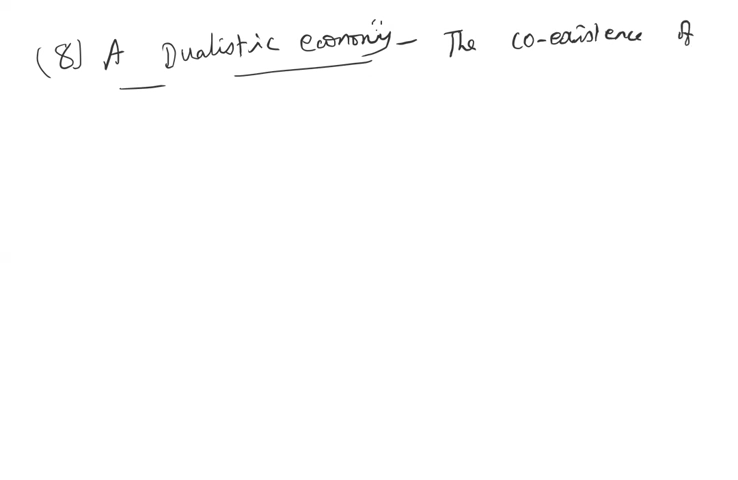 (8) A Dualistic economy - The co-existence of